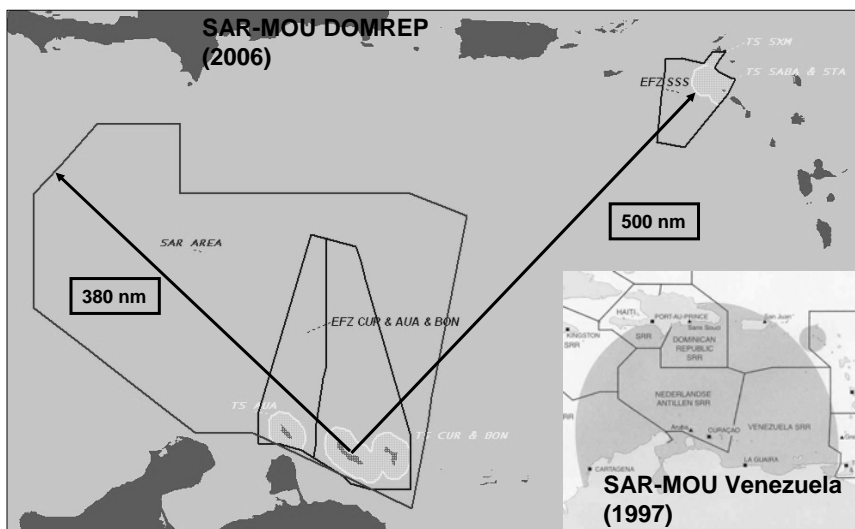 SAR-MOU DOMREP
(2006)
TS SXM
TS SABA & STA
EFZ SSS
500 nm
SAR AREA
380 nm
EFZ CUR & AUA & BON
TS AUA
TS CUR & BON
HAITI
PORT-AU-PRINCE
San Juan
Sans Souci
KINGSTON
SRR
SRR
DOMINICAN
REPUBLIC
SRR
NEDERLANDSE
ANTILLEN SRR
VENEZUELA SRR
Aruba
CURAÇAO
SRR
LA GUAIRA
CARTAGENA
SAR-MOU Venezuela
(1997)